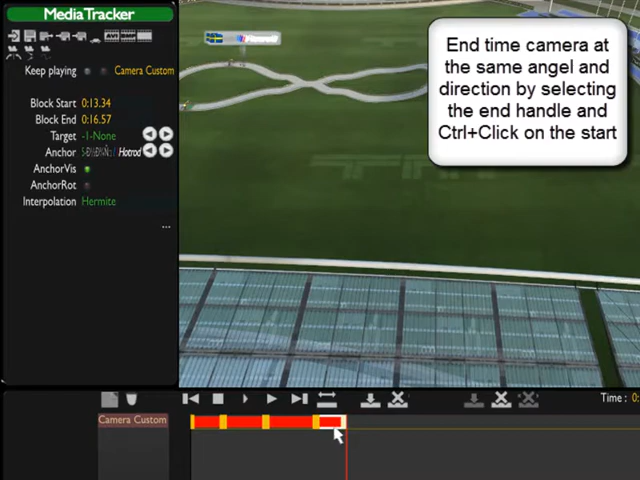 MediaTracker
End time camera at
the same angel and
direction by selecting
the end handle and
Ctrl+Click on the start
Keep playing Camera Custom
Block Start 0:13.34
Block End 0:16.57
Target -1-None
Anchor Hotrod
AnchorVis
AnchorRot
Interpolation Hermite
...
Time : 0:
Camera Custom